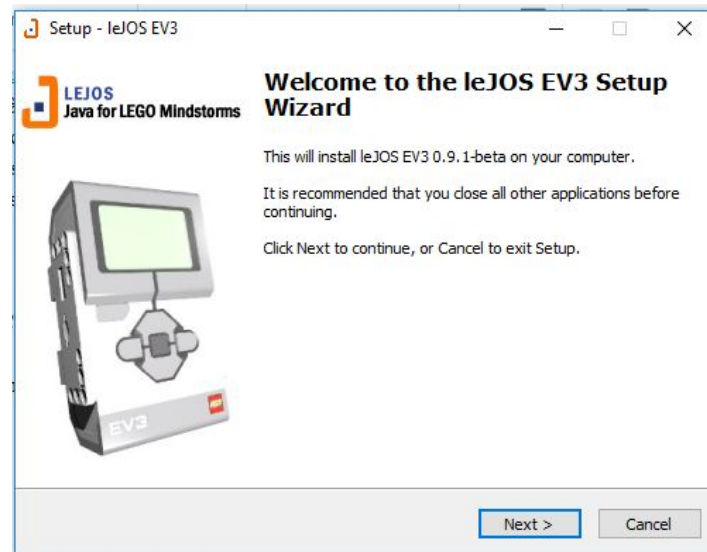 Setup - leJOS EV3
LEJOS
Java for LEGO Mindstorms
Welcome to the leJOS EV3 Setup
Wizard
This will install leJOS EV3 0.9.1-beta on your computer.
It is recommended that you close all other applications before
continuing.
Click Next to continue, or Cancel to exit Setup.
EV3
Next >
Cancel